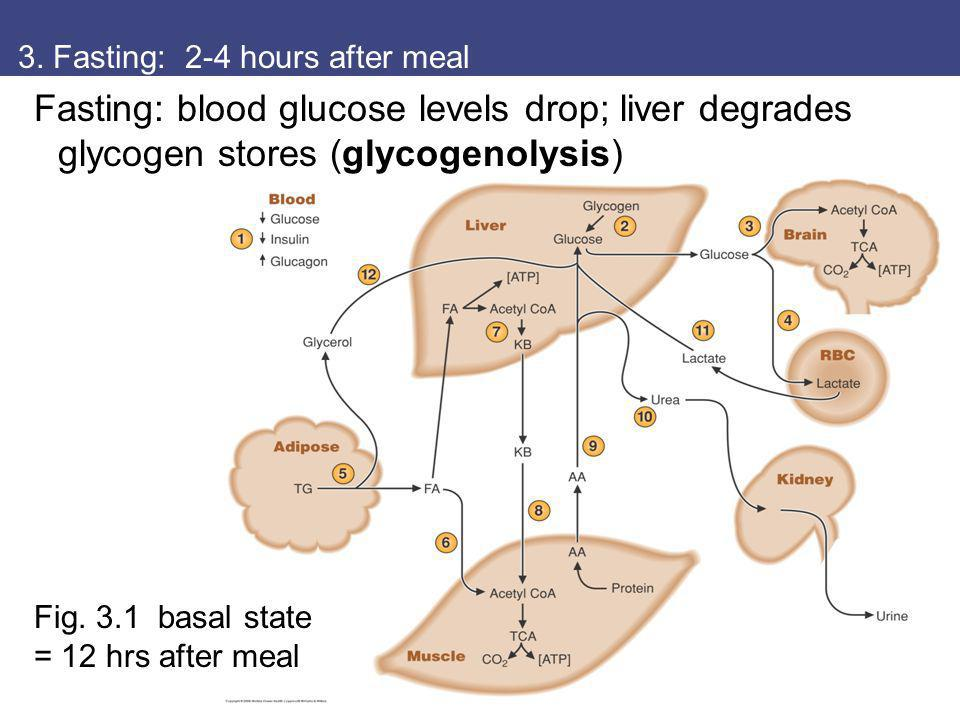 3. Fasting: 2-4 hours after meal
Fasting: blood glucose levels drop; liver degrades
glycogen stores (glycogenolysis)
Blood
↓ Glucose
↓ Insulin
↑ Glucagon
1
Liver
Glycogen
2
Glucose
Glucose
3
Brain
Acetyl CoA
TCA
CO2
[ATP]
12
[ATP]
FA
Acetyl CoA
7
KB
4
Glycerol
11
Lactate
RBC
Lactate
Urea
10
Adipose
5
TG
FA
KB
9
AA
Kidney
8
6
AA
Protein
Acetyl CoA
TCA
CO2
[ATP]
Muscle
Urine
Fig. 3.1 basal state
= 12 hrs after meal